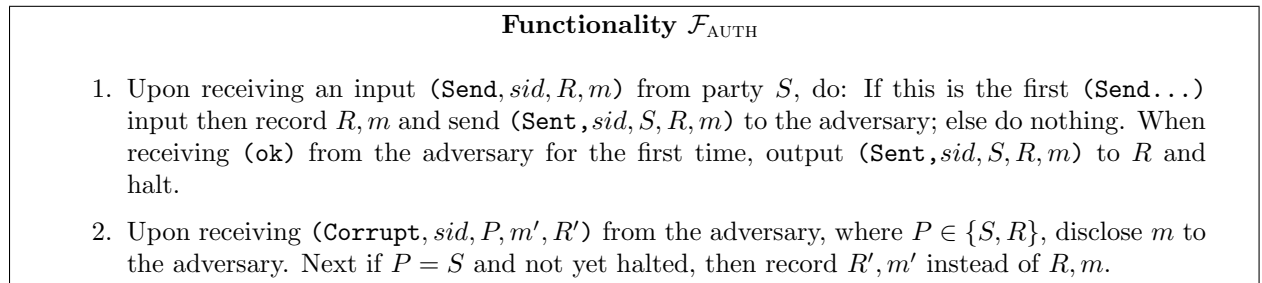 Functionality F_AUTH
1. Upon receiving an input (Send, sid, R, m) from party S, do: If this is the first (Send...)
input then record R, m and send (Sent, sid, S, R, m) to the adversary; else do nothing. When
receiving (ok) from the adversary for the first time, output (Sent, sid, S, R, m) to R and
halt.
2. Upon receiving (Corrupt, sid, P, m′, R′) from the adversary, where P ∈ {S, R}, disclose m to
the adversary. Next if P = S and not yet halted, then record R′, m′ instead of R, m.